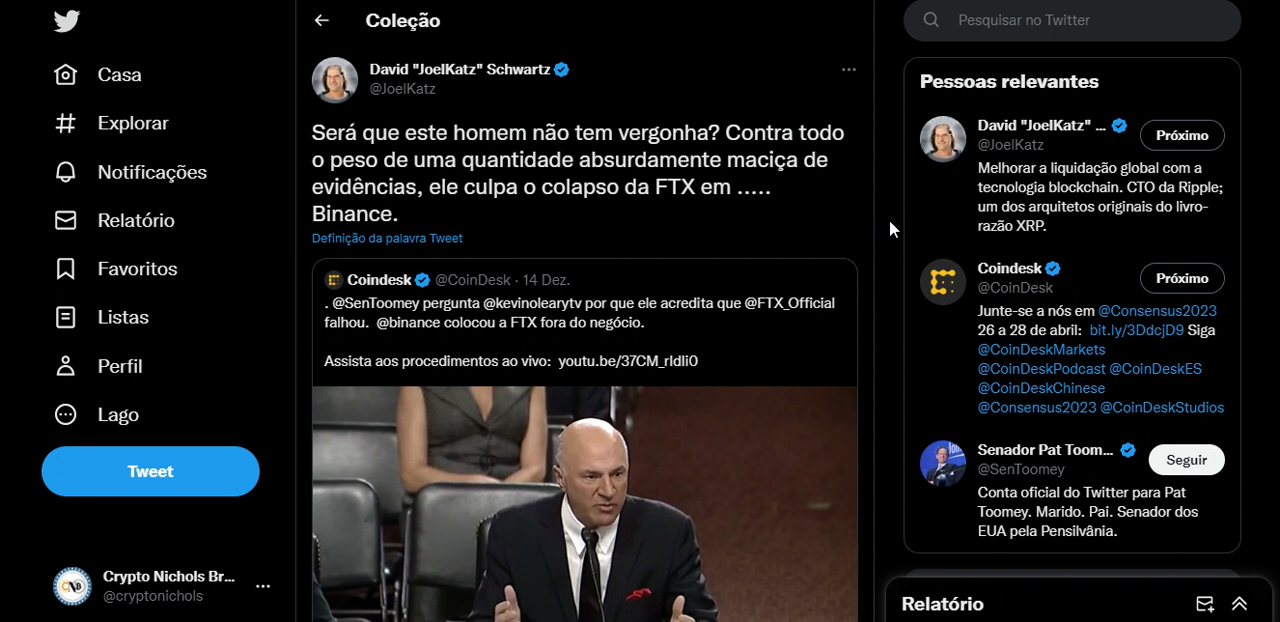 Coleção
Pesquisar no Twitter
Casa
Explorar
Notificações
Relatório
Favoritos
Listas
Perfil
Lago
Tweet
Crypto Nichols Br...
@cryptonichols
David "JoelKatz" Schwartz
@JoelKatz
Será que este homem não tem vergonha? Contra todo
o peso de uma quantidade absurdamente maciça de
evidências, ele culpa o colapso da FTX em .....
Binance.
Definição da palavra Tweet
Coindesk @CoinDesk · 14 Dez.
. @SenToomey pergunta @kevinolearytv por que ele acredita que @FTX_Official
falhou. @binance colocou a FTX fora do negócio.
Assista aos procedimentos ao vivo: youtu.be/37CM_rIdli0
Pessoas relevantes
David "JoelKatz" ...
@JoelKatz
Próximo
Melhorar a liquidação global com a
tecnologia blockchain. CTO da Ripple;
um dos arquitetos originais do livro-
razão XRP.
Coindesk
@CoinDesk
Próximo
Junte-se a nós em @Consensus2023
26 a 28 de abril: bit.ly/3DdcjD9 Siga
@CoinDeskMarkets
@CoinDeskPodcast @CoinDeskES
@CoinDeskChinese
@Consensus2023 @CoinDeskStudios
Senador Pat Toom...
@SenToomey
Seguir
Conta oficial do Twitter para Pat
Toomey. Marido. Pai. Senador dos
EUA pela Pensilvânia.
Relatório